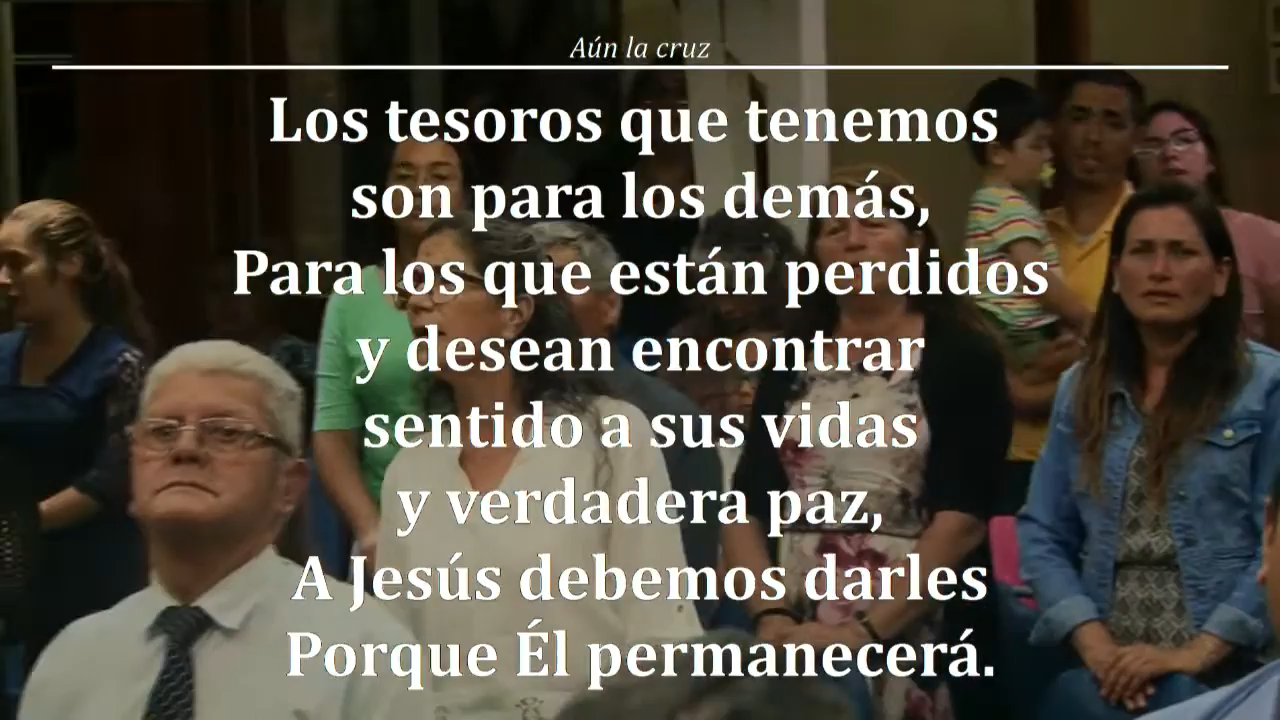 Aún la cruz
Los tesoros que tenemos
son para los demás,
Para los que están perdidos
y desean encontrar
sentido a sus vidas
y verdadera paz,
A Jesús debemos darles
Porque Él permanecerá.